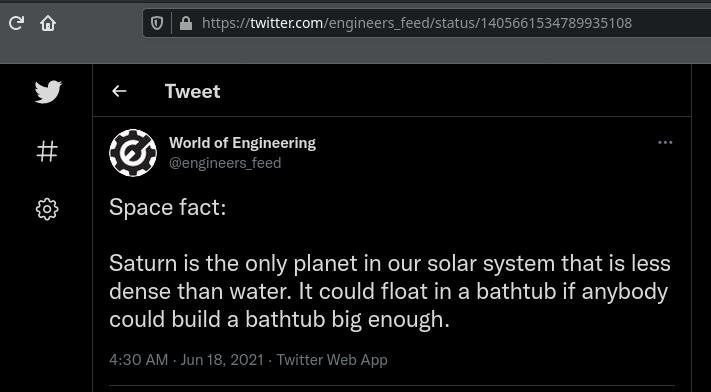 https://twitter.com/engineers_feed/status/1405661534789935108
Tweet
World of Engineering
@engineers_feed
Space fact:
Saturn is the only planet in our solar system that is less
dense than water. It could float in a bathtub if anybody
could build a bathtub big enough.
4:30 AM · Jun 18, 2021 · Twitter Web App